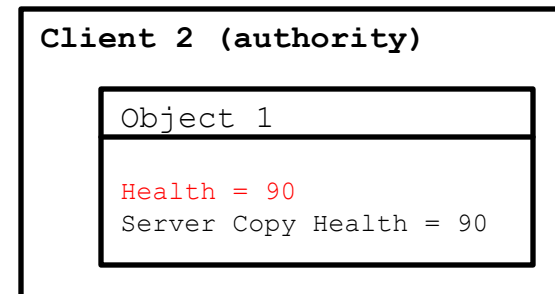 Client 2 (authority)
Object 1
Health = 90
Server Copy Health = 90